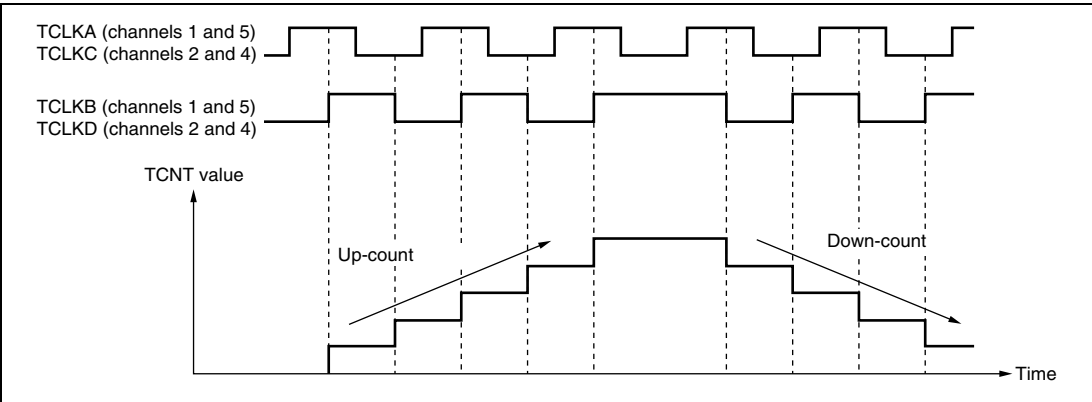 TCLKA (channels 1 and 5)
TCLKC (channels 2 and 4)
TCLKB (channels 1 and 5)
TCLKD (channels 2 and 4)
TCNT value
Up-count
Down-count
Time